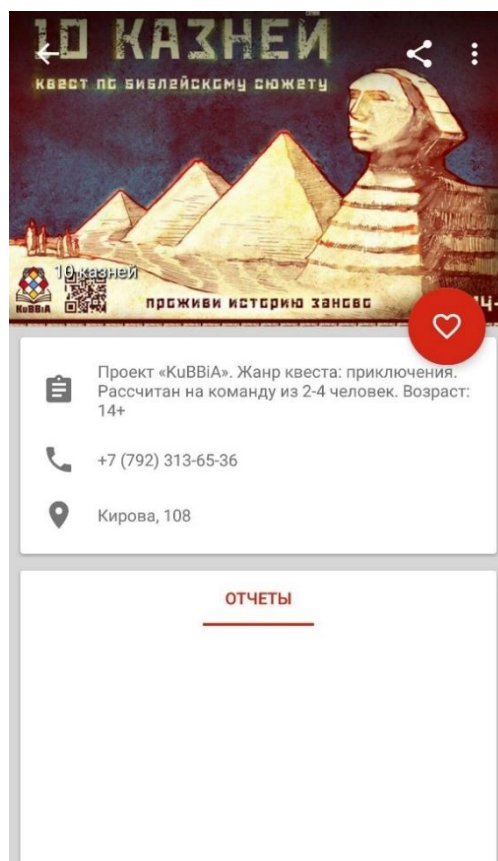 10 КАЗНЕЙ
КВЕСТ ПО БИБЛЕЙСКОМУ СЮЖЕТУ
10 казней
KuBBiA
ПРОЖИВИ ИСТОРИЮ ЗАНОВО
14-
Проект «KuBBiA». Жанр квеста: приключения.
Рассчитан на команду из 2-4 человек. Возраст:
14+
+7 (792) 313-65-36
Кирова, 108
ОТЧЕТЫ